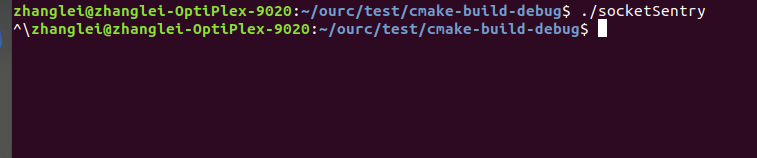 zhanglei@zhanglei-OptiPlex-9020:~/ourc/test/cmake-build-debug$ ./socketSentry
^\zhanglei@zhanglei-OptiPlex-9020:~/ourc/test/cmake-build-debug$